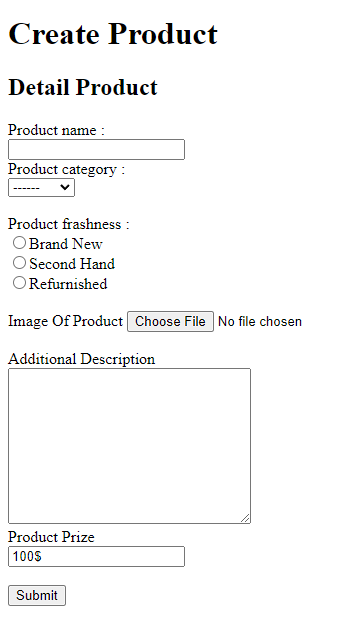 Create Product
Detail Product
Product name :
Product category :
------
Product frashness :
Brand New
Second Hand
Refurnished
Image Of Product Choose File No file chosen
Additional Description
Product Prize
100$
Submit